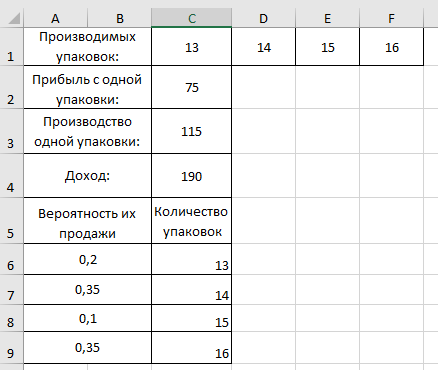 A B C D E F
1 Производимых упаковок: 13 14 15 16
2 Прибыль с одной упаковки: 75
3 Производство одной упаковки: 115
4 Доход: 190
5 Вероятность их продажи Количество упаковок
6 0,2 13
7 0,35 14
8 0,1 15
9 0,35 16